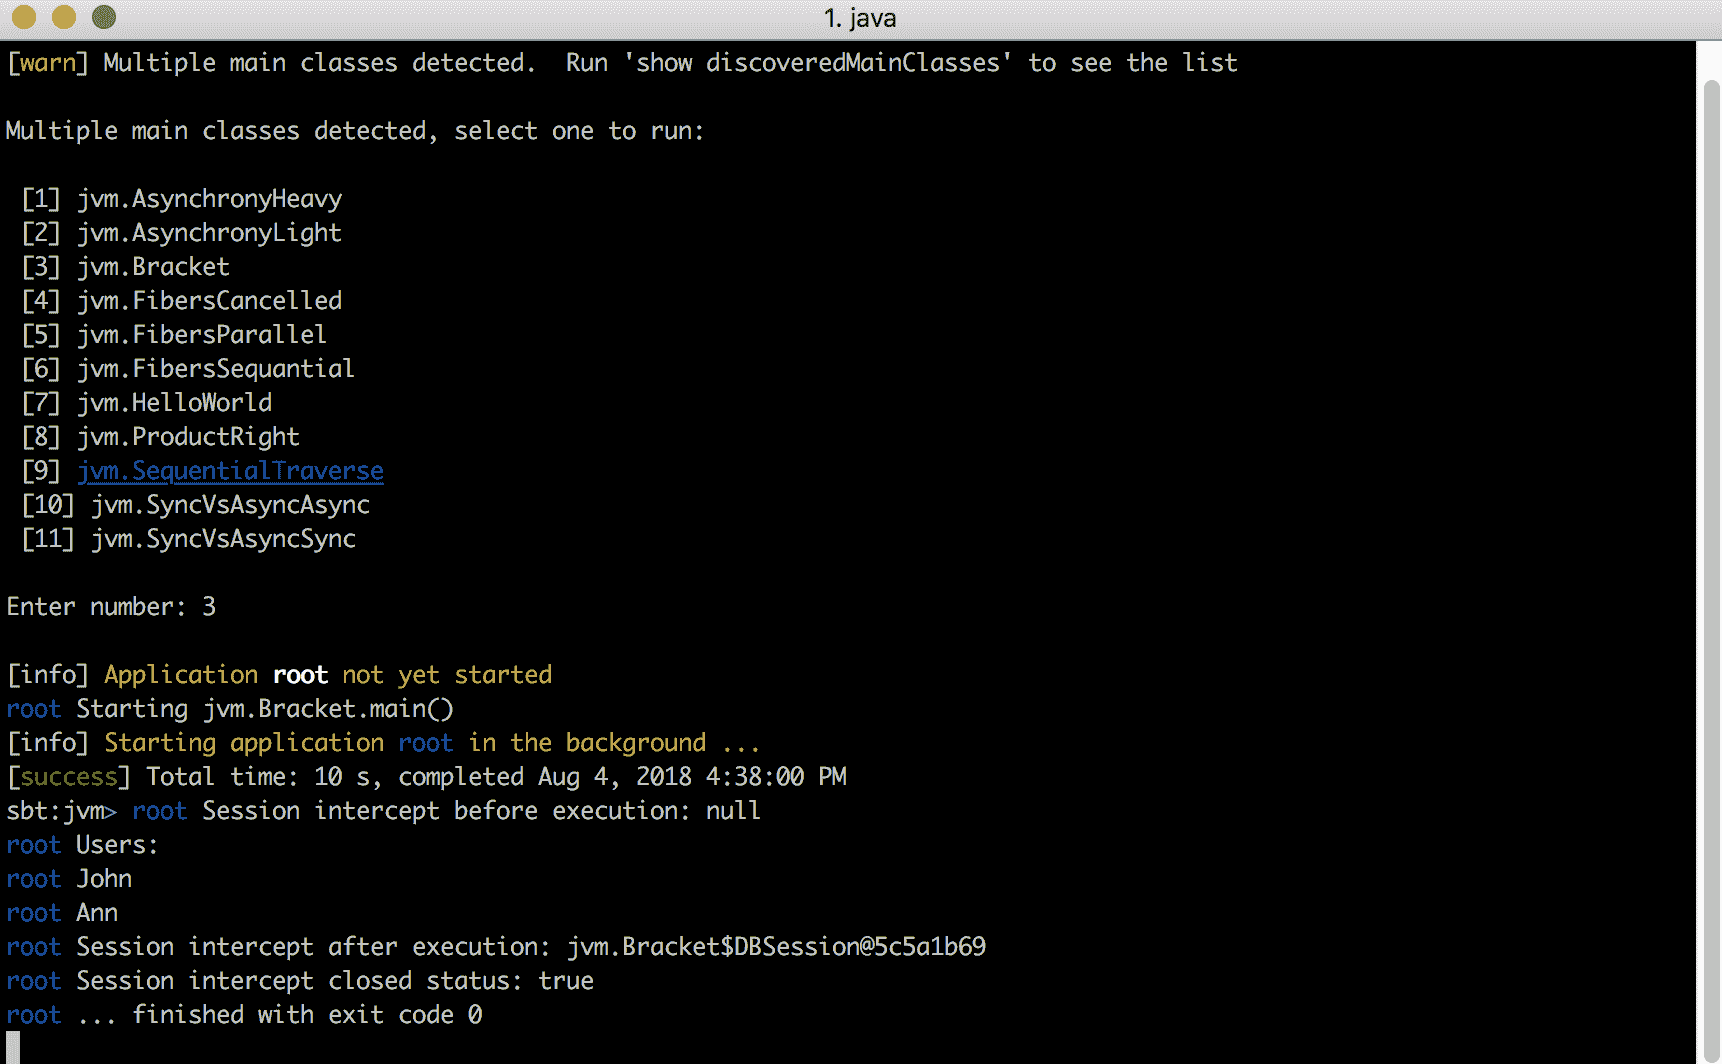 1. java
[warn] Multiple main classes detected.  Run 'show discoveredMainClasses' to see the list
Multiple main classes detected, select one to run:
[1] jvm.AsynchronyHeavy
[2] jvm.AsynchronyLight
[3] jvm.Bracket
[4] jvm.FibersCancelled
[5] jvm.FibersParallel
[6] jvm.FibersSequantial
[7] jvm.HelloWorld
[8] jvm.ProductRight
[9] jvm.SequentialTraverse
[10] jvm.SyncVsAsyncAsync
[11] jvm.SyncVsAsyncSync
Enter number: 3
[info] Application root not yet started
root Starting jvm.Bracket.main()
[info] Starting application root in the background ...
[success] Total time: 10 s, completed Aug 4, 2018 4:38:00 PM
sbt:jvm> root Session intercept before execution: null
root Users:
root John
root Ann
root Session intercept after execution: jvm.Bracket$DBSession@5c5a1b69
root Session intercept closed status: true
root ... finished with exit code 0